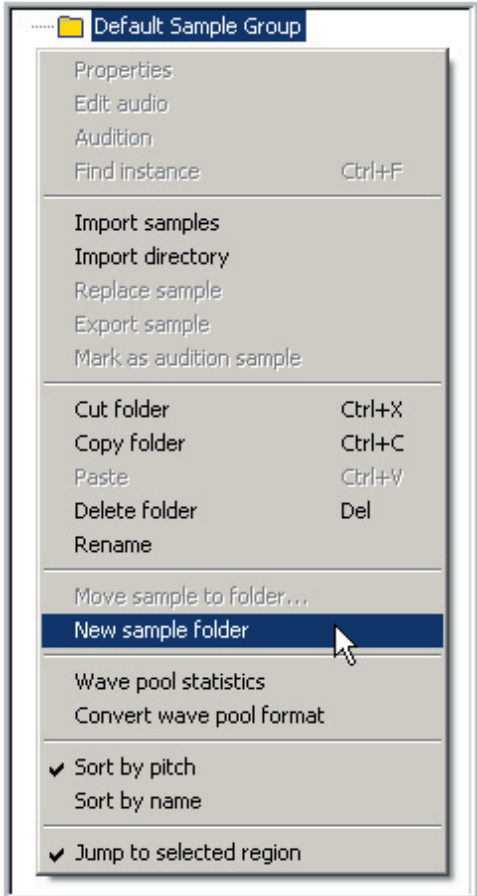 Default Sample Group
Properties
Edit audio
Audition
Find instance Ctrl+F
Import samples
Import directory
Replace sample
Export sample
Mark as audition sample
Cut folder Ctrl+X
Copy folder Ctrl+C
Paste Ctrl+V
Delete folder Del
Rename
Move sample to folder...
New sample folder
Wave pool statistics
Convert wave pool format
Sort by pitch
Sort by name
Jump to selected region